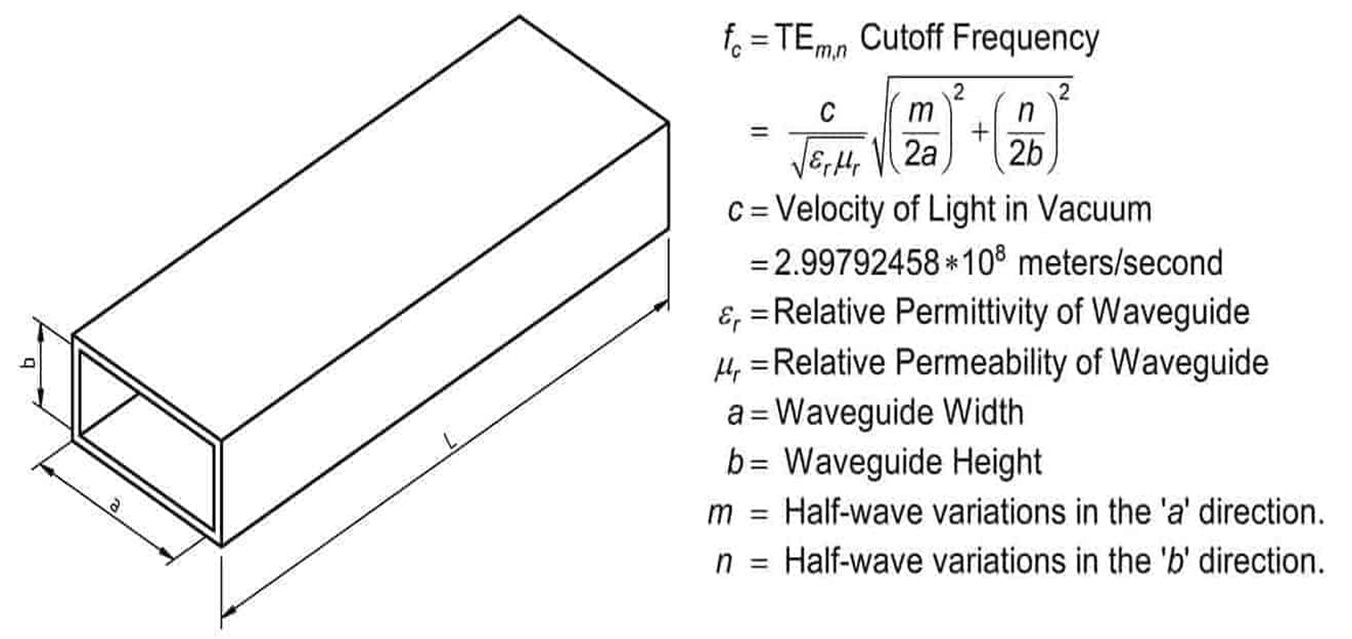 b
a
L
f_c = TE_m,n Cutoff Frequency
= c / √(ε_r μ_r) √((m/2a)^2 + (n/2b)^2)
c = Velocity of Light in Vacuum
= 2.99792458 * 10^8 meters/second
ε_r = Relative Permittivity of Waveguide
μ_r = Relative Permeability of Waveguide
a = Waveguide Width
b = Waveguide Height
m = Half-wave variations in the 'a' direction.
n = Half-wave variations in the 'b' direction.